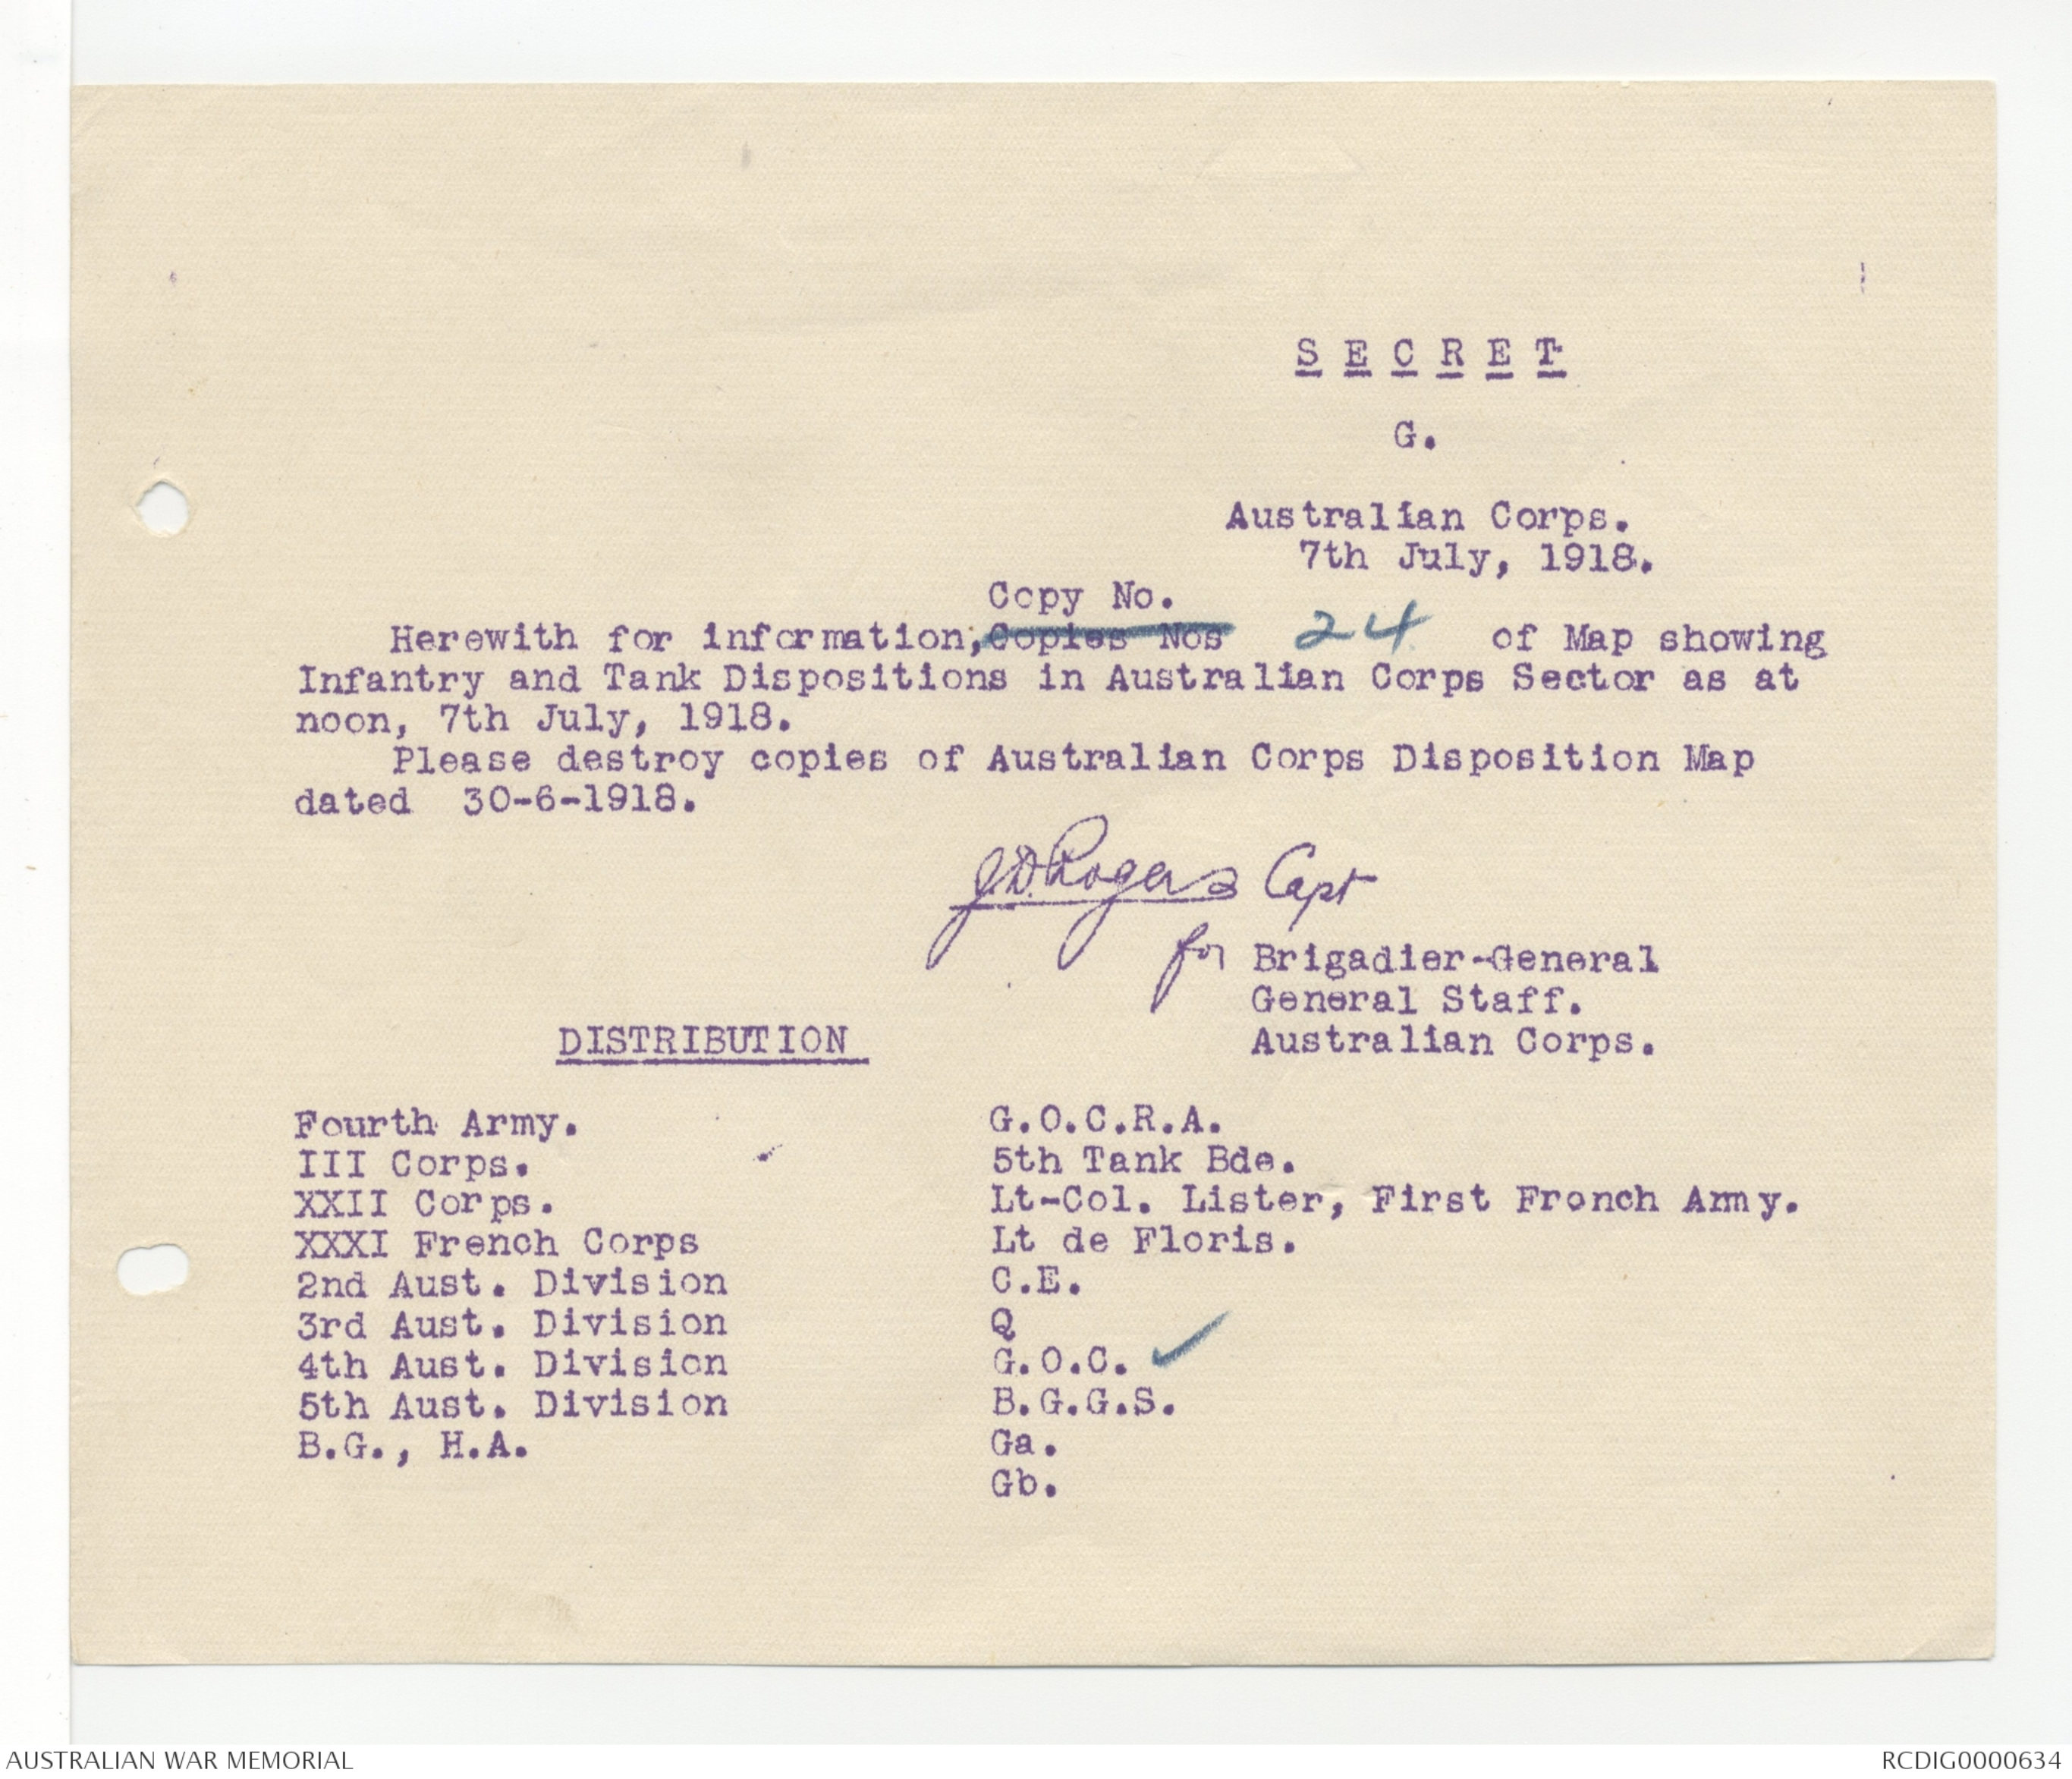 S E C R E T
G.
Australian Corps.
7th July, 1918.
Copy No.
Herewith for information, Copies Nos 24 of Map showing
Infantry and Tank Dispositions in Australian Corps Sector as at
noon, 7th July, 1918.
Please destroy copies of Australian Corps Disposition Map
dated 30-6-1918.
J.D. Rogers Capt
for Brigadier-General
General Staff.
Australian Corps.
DISTRIBUTION
Fourth Army.
III Corps.
XXII Corps.
XXXI French Corps
2nd Aust. Division
3rd Aust. Division
4th Aust. Division
5th Aust. Division
B.G., H.A.
G.O.C.R.A.
5th Tank Bde.
Lt-Col. Lister, First French Army.
Lt de Floris.
C.E.
Q
G.O.C. ✓
B.G.G.S.
Ga.
Gb.
AUSTRALIAN WAR MEMORIAL
RCDIG0000634